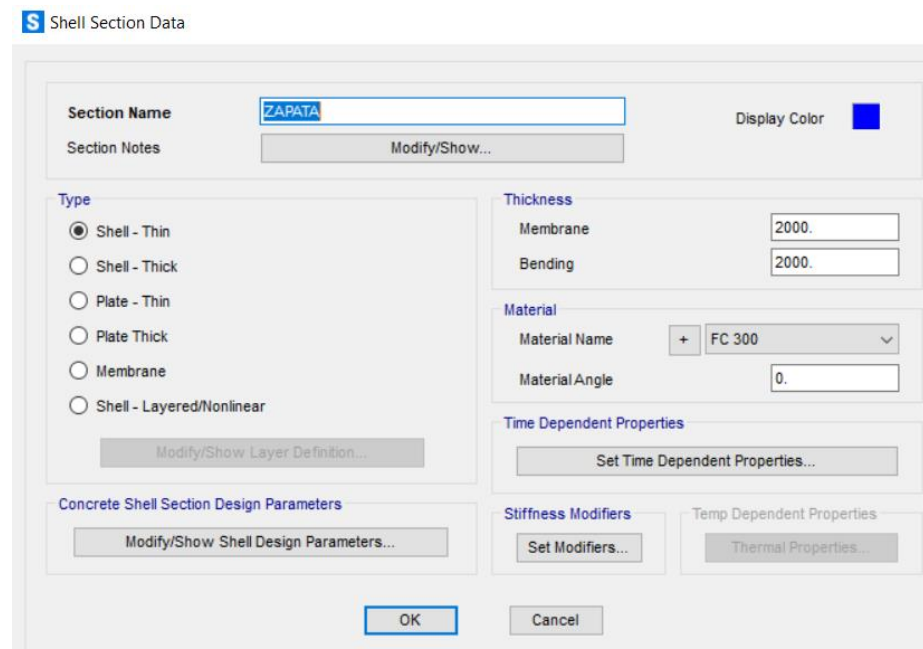 S Shell Section Data
Section Name ZAPATA Display Color
Section Notes Modify/Show...
Type
Shell - Thin
Shell - Thick
Plate - Thin
Plate Thick
Membrane
Shell - Layered/Nonlinear
Modify/Show Layer Definition...
Thickness
Membrane 2000.
Bending 2000.
Material
Material Name + FC 300
Material Angle 0.
Time Dependent Properties
Set Time Dependent Properties...
Concrete Shell Section Design Parameters
Modify/Show Shell Design Parameters...
Stiffness Modifiers
Set Modifiers...
Temp Dependent Properties
Thermal Properties...
OK Cancel